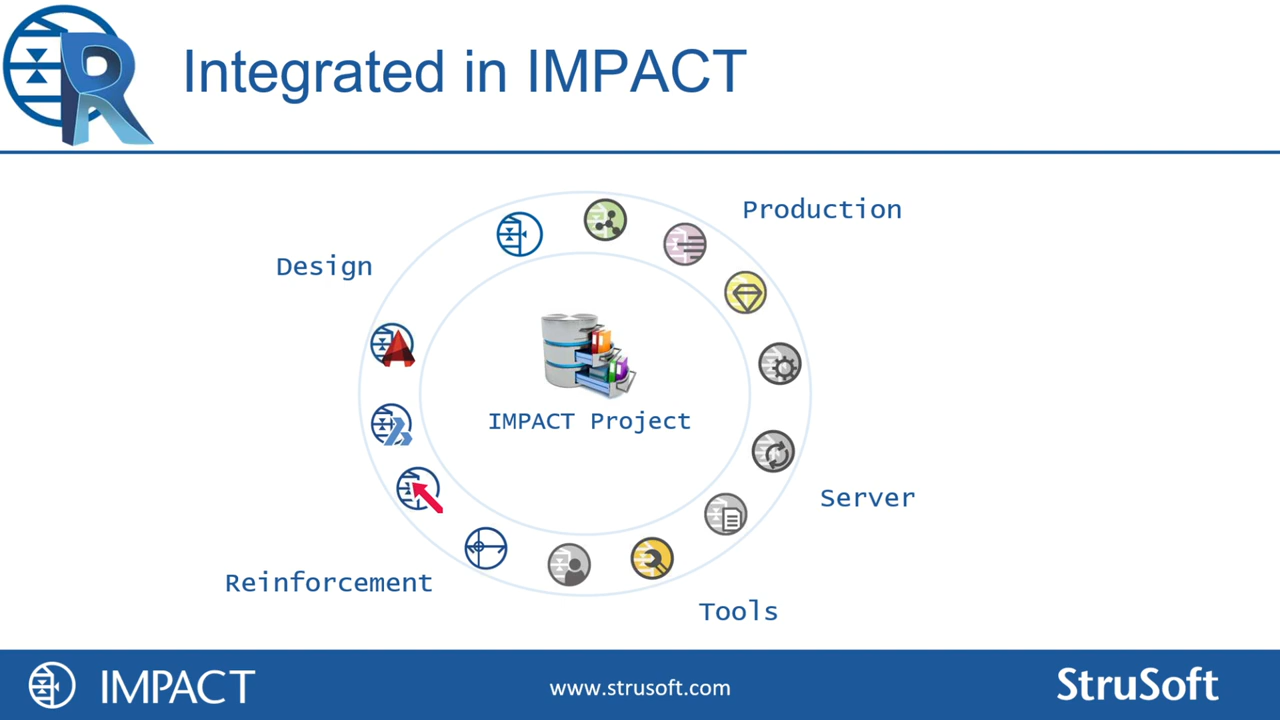 Integrated in IMPACT
Production
Design
IMPACT Project
Server
Reinforcement
Tools
IMPACT
www.strusoft.com
StruSoft